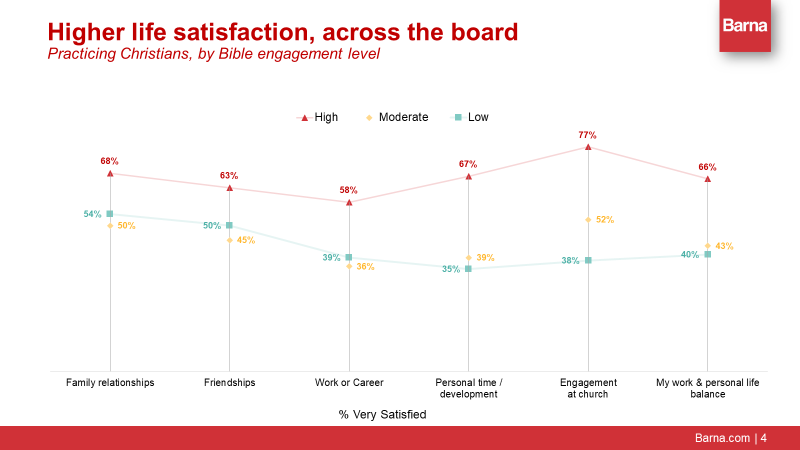 Higher life satisfaction, across the board
Practicing Christians, by Bible engagement level
Barna
High Moderate Low
77%
68%
63%
58%
67%
66%
54%
50%
50%
45%
39%
36%
39%
35%
52%
38%
43%
40%
Family relationships
Friendships
Work or Career
Personal time /
development
Engagement
at church
My work & personal life
balance
% Very Satisfied
Barna.com | 4